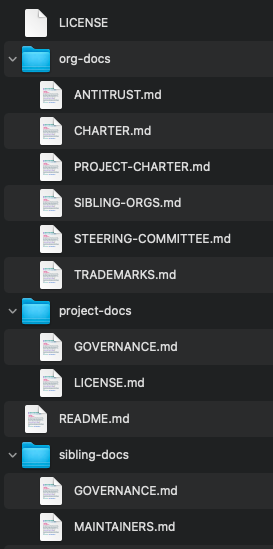 LICENSE
org-docs
ANTITRUST.md
CHARTER.md
PROJECT-CHARTER.md
SIBLING-ORGS.md
STEERING-COMMITTEE.md
TRADEMARKS.md
project-docs
GOVERNANCE.md
LICENSE.md
README.md
sibling-docs
GOVERNANCE.md
MAINTAINERS.md